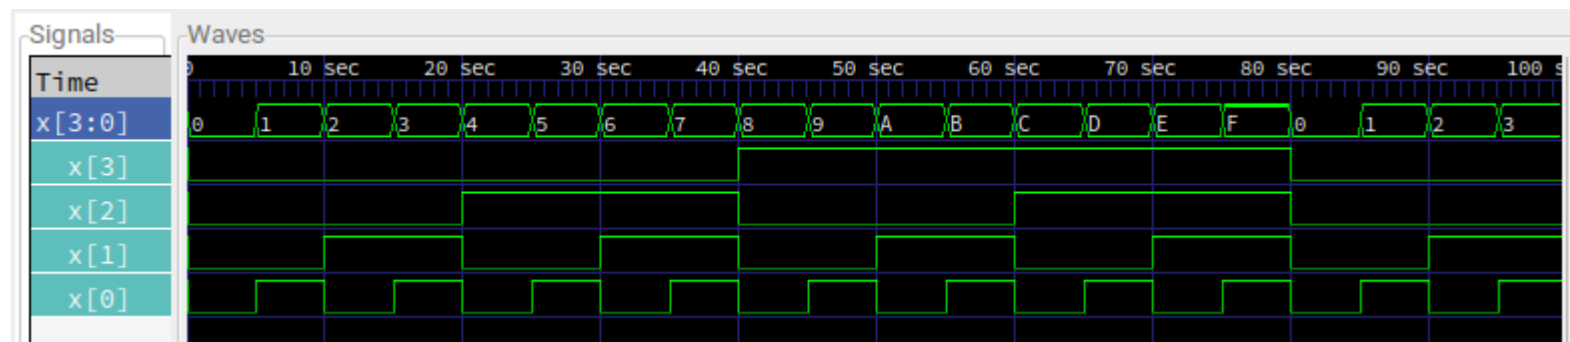 Signals Waves
Time 0 10 sec 20 sec 30 sec 40 sec 50 sec 60 sec 70 sec 80 sec 90 sec 100 s
x[3:0] 0 1 2 3 4 5 6 7 8 9 A B C D E F 0 1 2 3
x[3]
x[2]
x[1]
x[0]